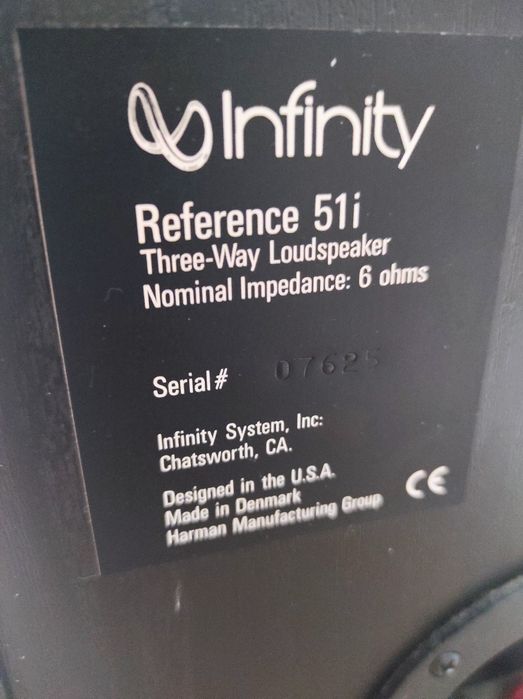 Infinity
Reference 51i
Three-Way Loudspeaker
Nominal Impedance: 6 ohms
Serial# 07625
Infinity System, Inc:
Chatsworth, CA.
Designed in the U.S.A.
Made in Denmark
Harman Manufacturing Group
CE